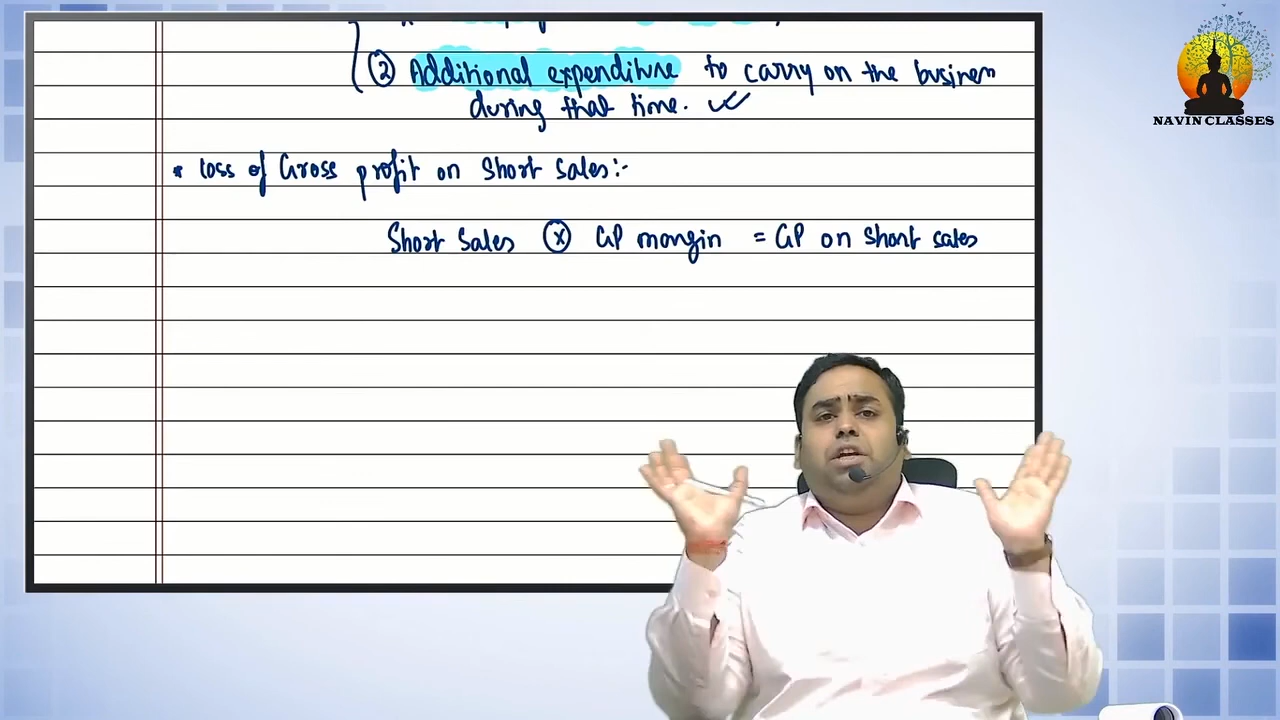 ② Additional expenditure to carry on the business
during that time.
* Loss of Gross profit on Short Sales:-
Short Sales ⓧ GP margin = GP on Short sales
NAVIN CLASSES